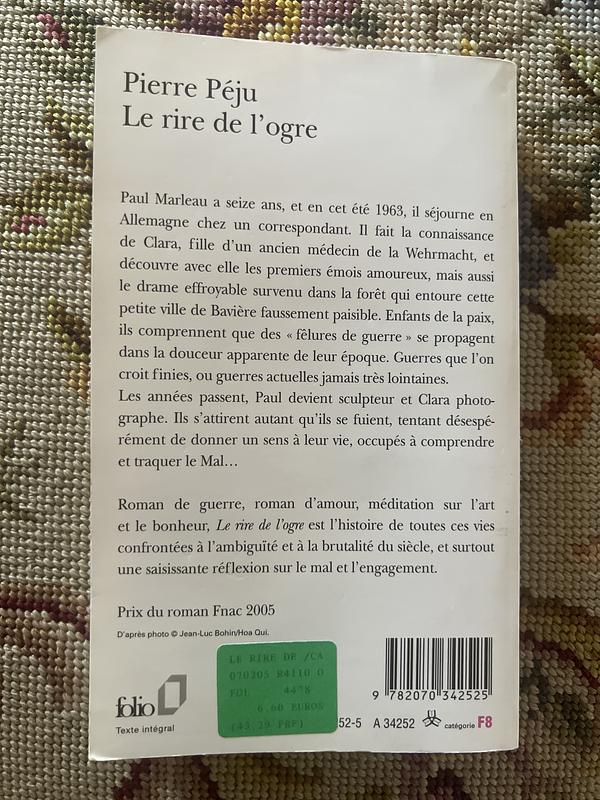 Pierre Péju
Le rire de l'ogre
Paul Marleau a seize ans, et en cet été 1963, il séjourne en
Allemagne chez un correspondant. Il fait la connaissance
de Clara, fille d'un ancien médecin de la Wehrmacht, et
découvre avec elle les premiers émois amoureux, mais aussi
le drame effroyable survenu dans la forêt qui entoure cette
petite ville de Bavière faussement paisible. Enfants de la paix,
ils comprennent que des « fêlures de guerre » se propagent
dans la douceur apparente de leur époque. Guerres que l'on
croit finies, ou guerres actuelles jamais très lointaines.
Les années passent, Paul devient sculpteur et Clara photo-
graphe. Ils s'attirent autant qu'ils se fuient, tentant désespé-
rément de donner un sens à leur vie, occupés à comprendre
et traquer le Mal…
Roman de guerre, roman d'amour, méditation sur l'art
et le bonheur, Le rire de l'ogre est l'histoire de toutes ces vies
confrontées à l'ambiguïté et à la brutalité du siècle, et surtout
une saisissante réflexion sur le mal et l'engagement.
Prix du roman Fnac 2005
D'après photo © Jean-Luc Bohin/Hoa Qui.
LE RIRE DE /CA
070205 R4110 0
FOL 4478
6.60 EUROS
(43,29 FRF)
folio
Texte intégral
9 782070 342525
52-5 A 34252 catégorie F8